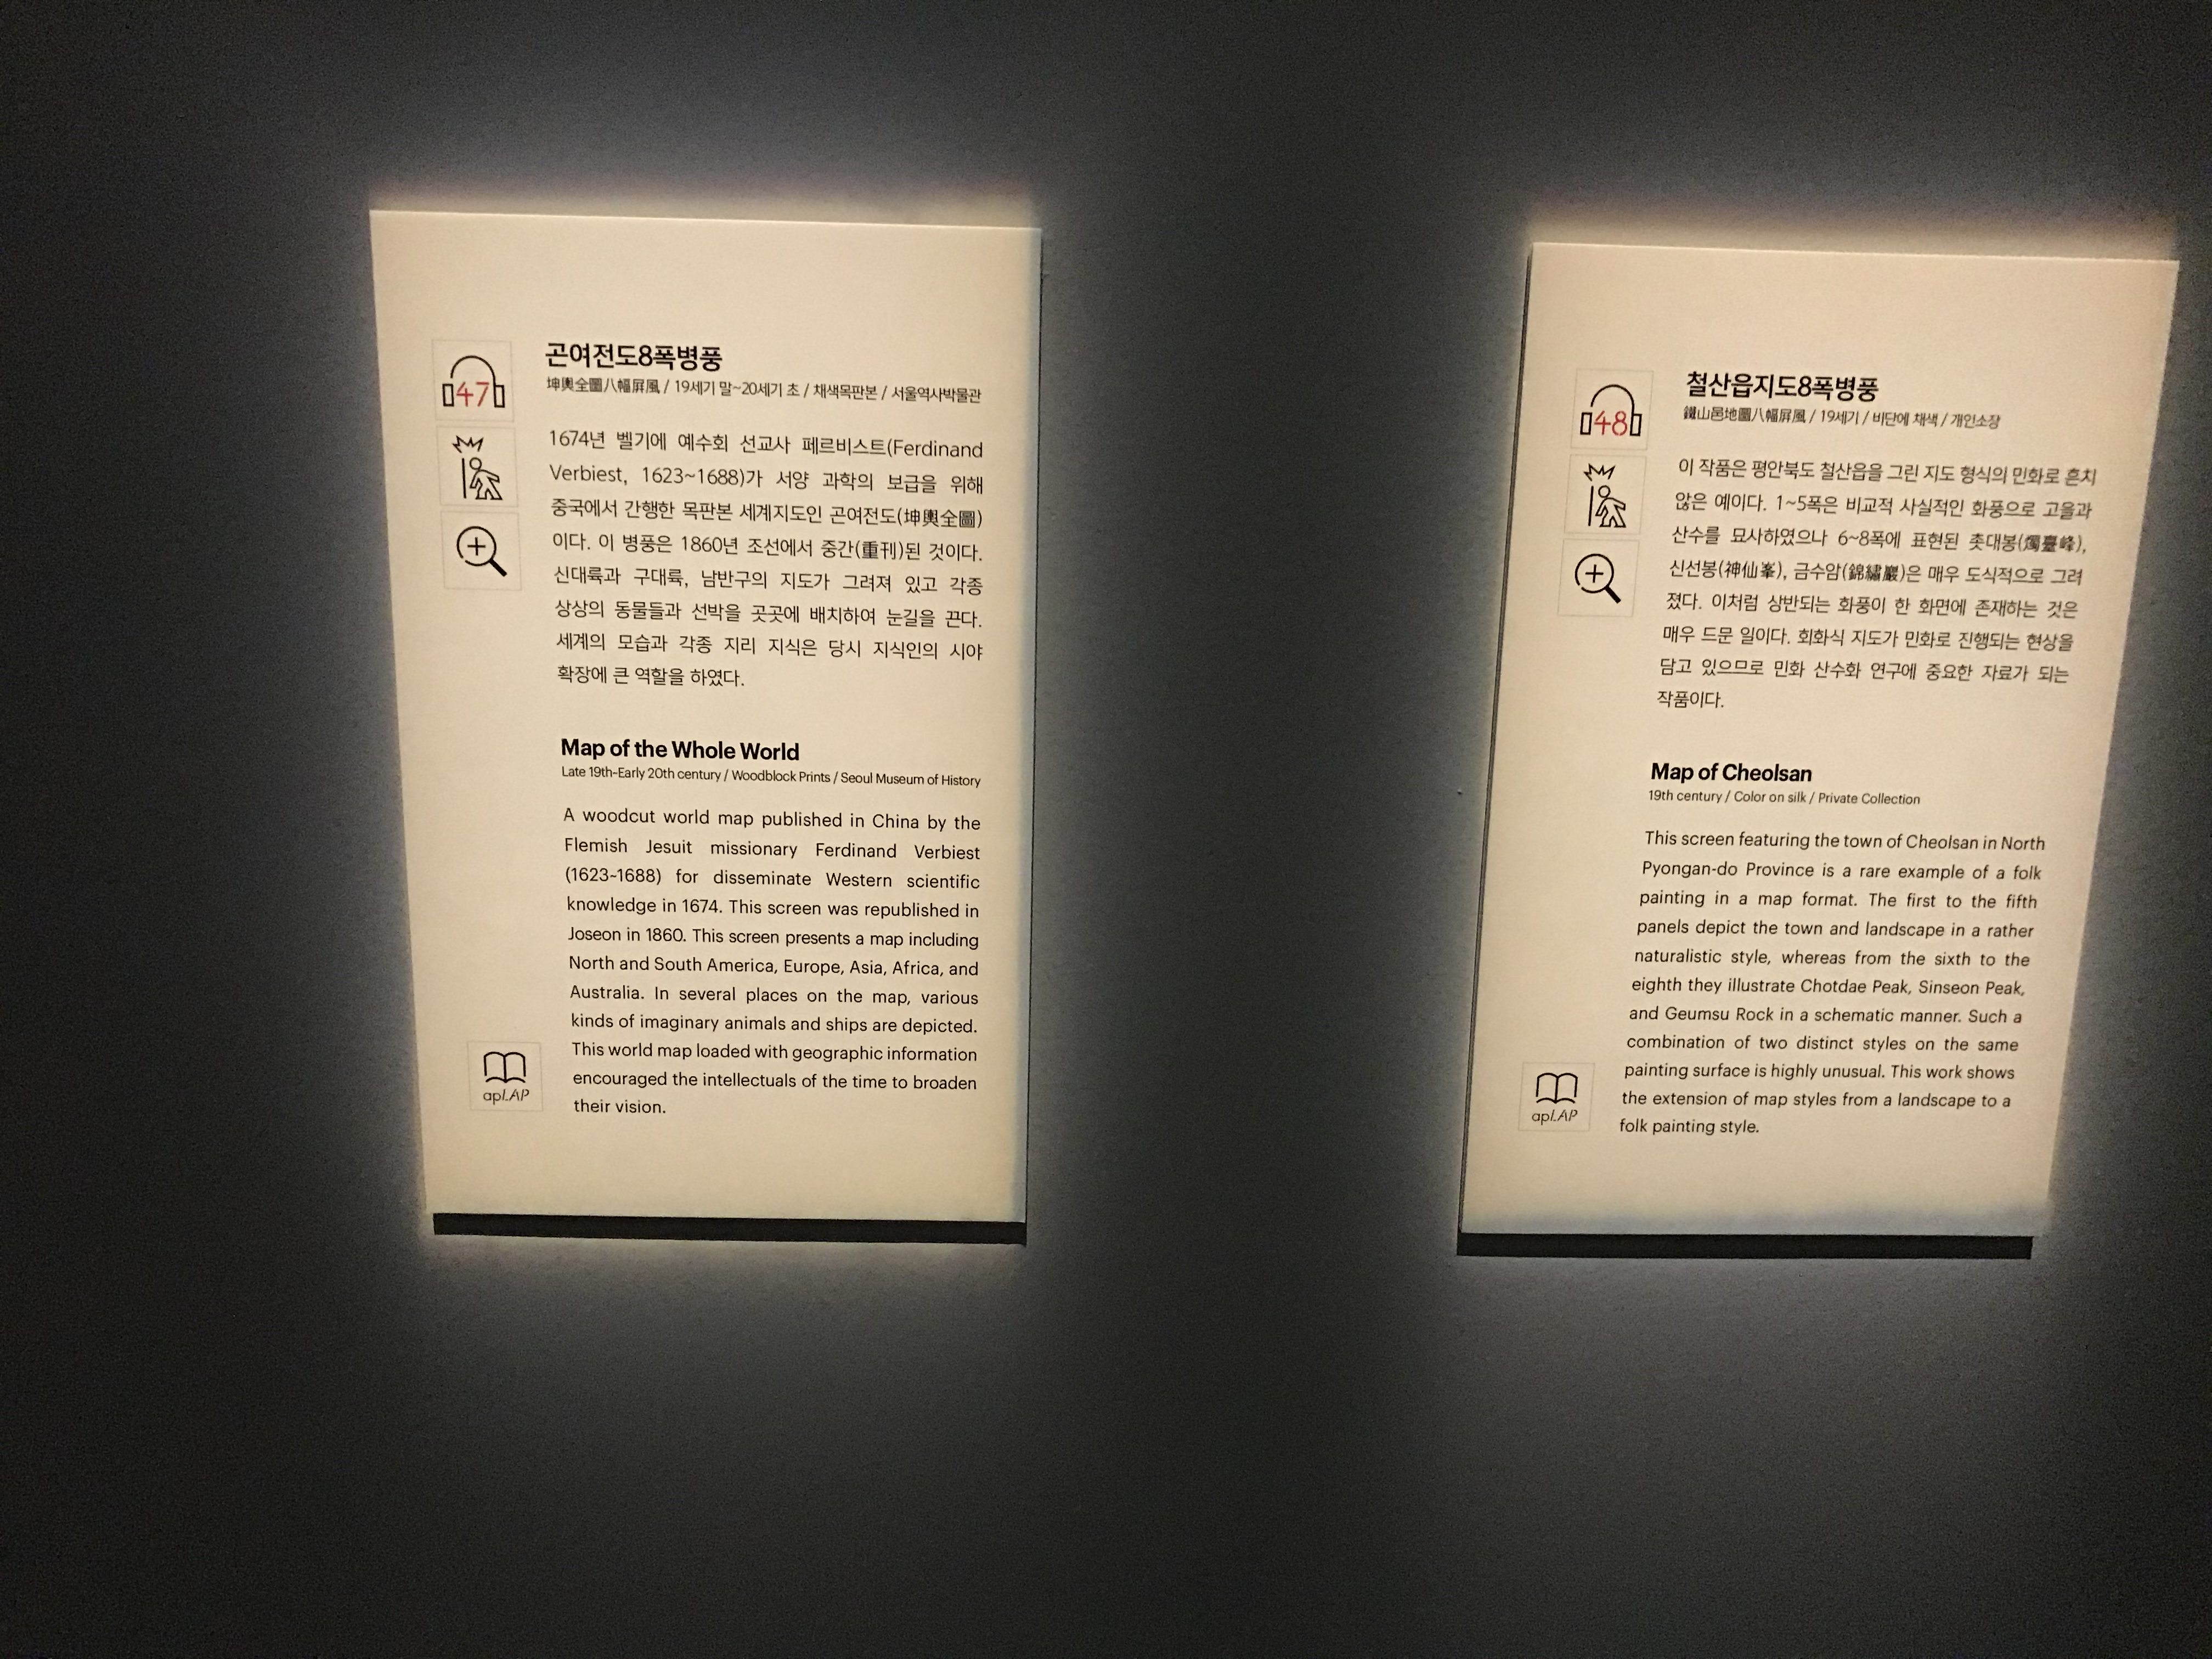 47
곤여전도8폭병풍
坤輿全圖八幅屛風 / 19세기 말~20세기 초 / 채색목판본 / 서울역사박물관
1674년 벨기에 예수회 선교사 페르비스트(Ferdinand
Verbiest, 1623~1688)가 서양 과학의 보급을 위해
중국에서 간행한 목판본 세계지도인 곤여전도(坤輿全圖)
이다. 이 병풍은 1860년 조선에서 중간(重刊)된 것이다.
신대륙과 구대륙, 남반구의 지도가 그려져 있고 각종
상상의 동물들과 선박을 곳곳에 배치하여 눈길을 끈다.
세계의 모습과 각종 지리 지식은 당시 지식인의 시야
확장에 큰 역할을 하였다.
Map of the Whole World
Late 19th-Early 20th century / Woodblock Prints / Seoul Museum of History
A woodcut world map published in China by the
Flemish Jesuit missionary Ferdinand Verbiest
(1623~1688) for disseminate Western scientific
knowledge in 1674. This screen was republished in
Joseon in 1860. This screen presents a map including
North and South America, Europe, Asia, Africa, and
Australia. In several places on the map, various
kinds of imaginary animals and ships are depicted.
This world map loaded with geographic information
encouraged the intellectuals of the time to broaden
their vision.
apl.AP
48
철산읍지도8폭병풍
鐵山邑地圖八幅屛風 / 19세기 / 비단에 채색 / 개인소장
이 작품은 평안북도 철산읍을 그린 지도 형식의 민화로 흔치
않은 예이다. 1~5폭은 비교적 사실적인 화풍으로 고을과
산수를 묘사하였으나 6~8폭에 표현된 촛대봉(燭臺峰),
신선봉(神仙峯), 금수암(錦繡巖)은 매우 도식적으로 그려
졌다. 이처럼 상반되는 화풍이 한 화면에 존재하는 것은
매우 드문 일이다. 회화식 지도가 민화로 진행되는 현상을
담고 있으므로 민화 산수화 연구에 중요한 자료가 되는
작품이다.
Map of Cheolsan
19th century / Color on silk / Private Collection
This screen featuring the town of Cheolsan in North
Pyongan-do Province is a rare example of a folk
painting in a map format. The first to the fifth
panels depict the town and landscape in a rather
naturalistic style, whereas from the sixth to the
eighth they illustrate Chotdae Peak, Sinseon Peak,
and Geumsu Rock in a schematic manner. Such a
combination of two distinct styles on the same
painting surface is highly unusual. This work shows
the extension of map styles from a landscape to a
folk painting style.
apl.AP